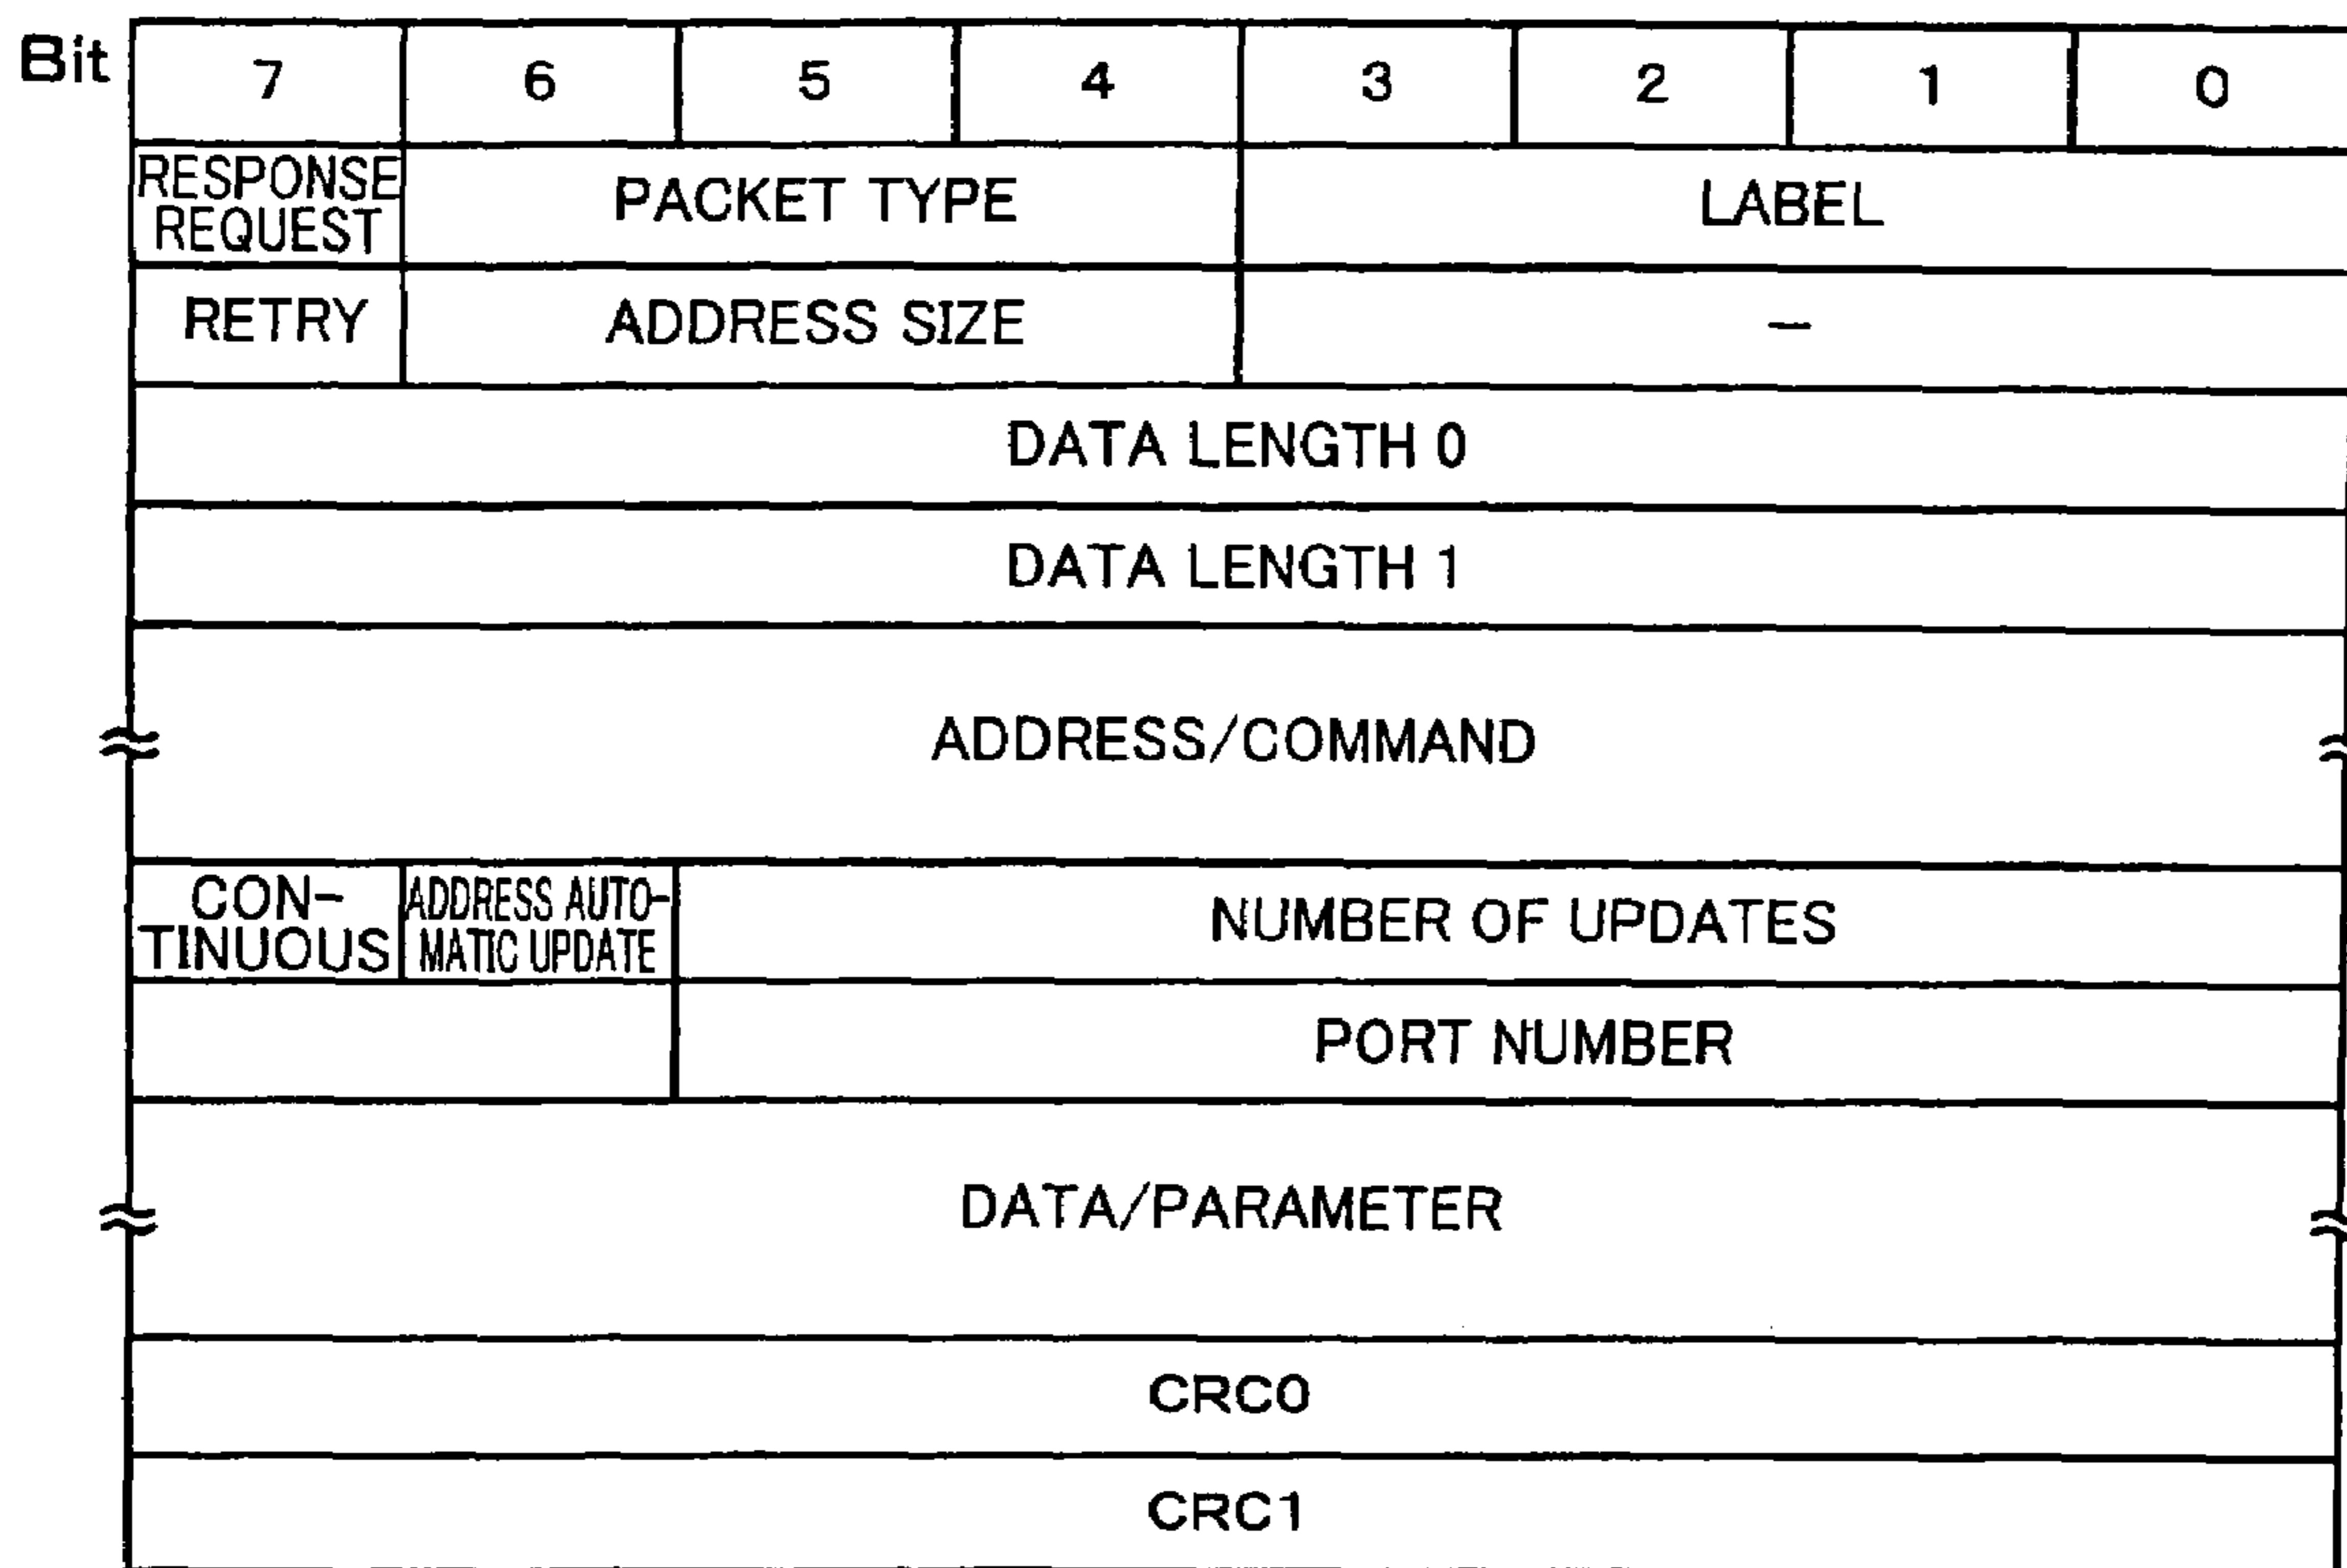 Bit 7 6 5 4 3 2 1 0
RESPONSE REQUEST PACKET TYPE LABEL
RETRY ADDRESS SIZE –
DATA LENGTH 0
DATA LENGTH 1
ADDRESS/COMMAND
CON-
TINUOUS ADDRESS AUTO-
MATIC UPDATE NUMBER OF UPDATES
PORT NUMBER
DATA/PARAMETER
CRC0
CRC1